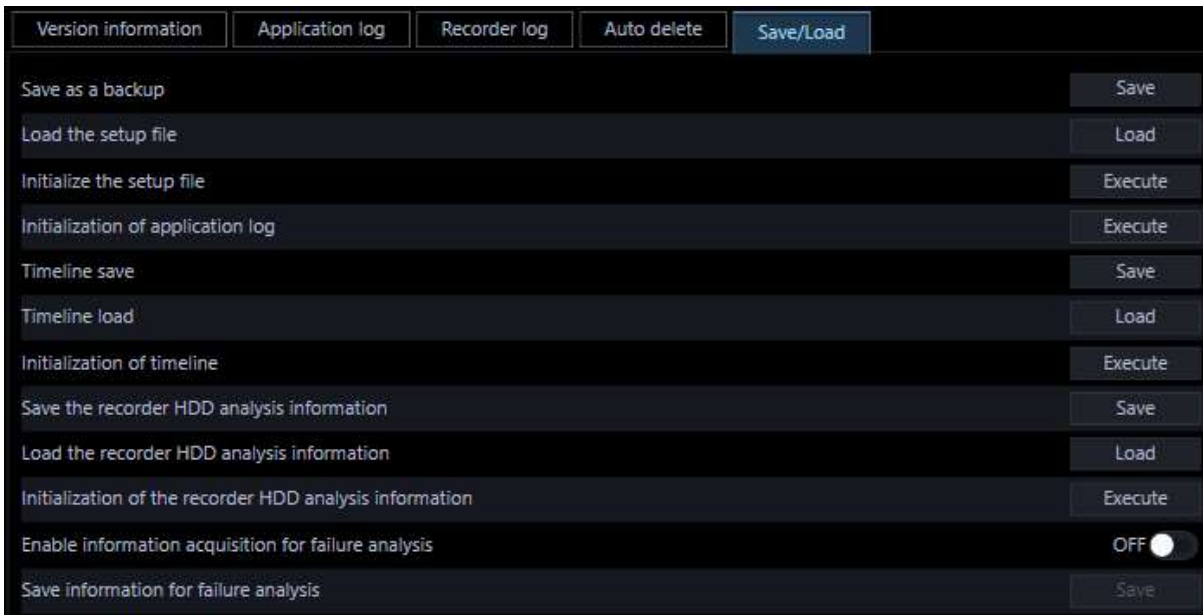 Version information Application log Recorder log Auto delete Save/Load
Save as a backup Save
Load the setup file Load
Initialize the setup file Execute
Initialization of application log Execute
Timeline save Save
Timeline load Load
Initialization of timeline Execute
Save the recorder HDD analysis information Save
Load the recorder HDD analysis information Load
Initialization of the recorder HDD analysis information Execute
Enable information acquisition for failure analysis OFF
Save information for failure analysis Save